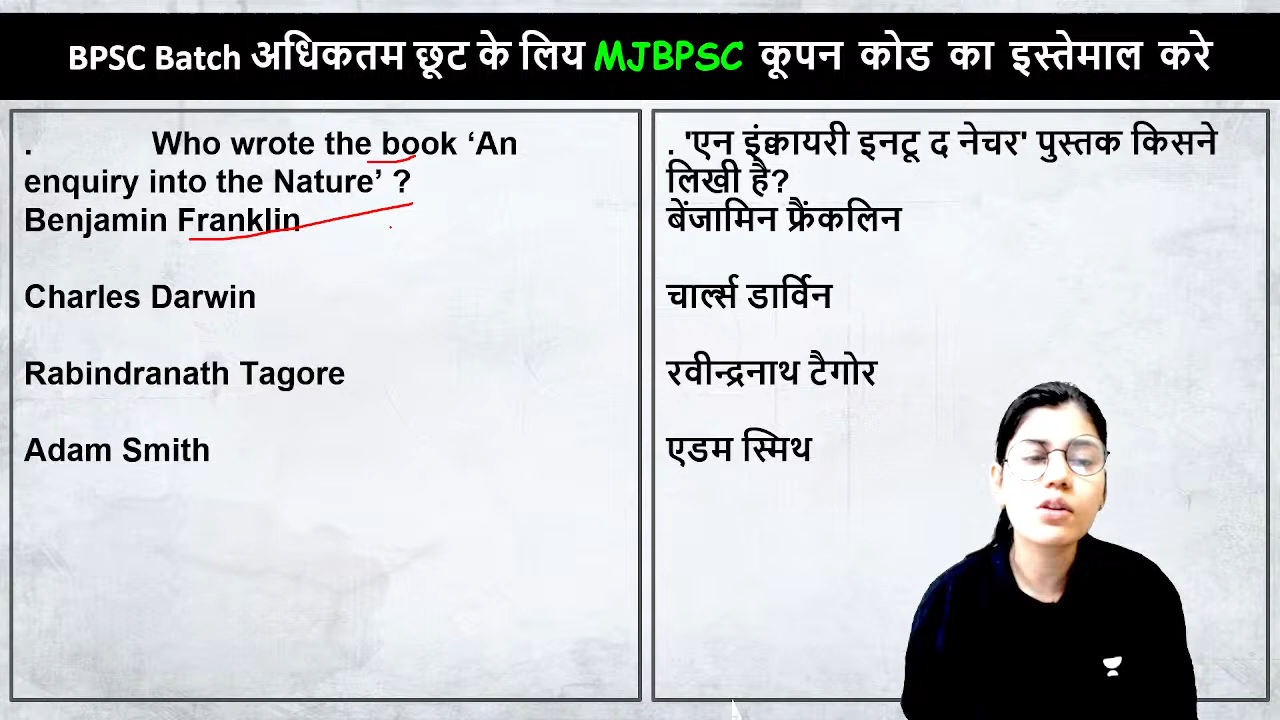 BPSC Batch अधिकतम छूट के लिय MJBPSC कूपन कोड का इस्तेमाल करे
. Who wrote the book ‘An
enquiry into the Nature’ ?
Benjamin Franklin
Charles Darwin
Rabindranath Tagore
Adam Smith
. 'एन इंक्वायरी इनटू द नेचर' पुस्तक किसने
लिखी है?
बेंजामिन फ्रैंकलिन
चार्ल्स डार्विन
रवीन्द्रनाथ टैगोर
एडम स्मिथ